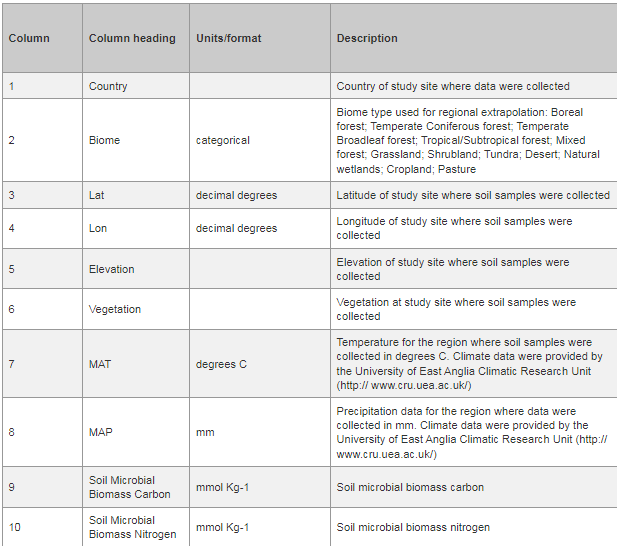 Column Column heading Units/format Description
1 Country Country of study site where data were collected
2 Biome categorical Biome type used for regional extrapolation: Boreal
forest; Temperate Coniferous forest; Temperate
Broadleaf forest; Tropical/Subtropical forest; Mixed
forest; Grassland; Shrubland; Tundra; Desert; Natural
wetlands; Cropland; Pasture
3 Lat decimal degrees Latitude of study site where soil samples were collected
4 Lon decimal degrees Longitude of study site where soil samples were
collected
5 Elevation Elevation of study site where soil samples were
collected
6 Vegetation Vegetation at study site where soil samples were
collected
7 MAT degrees C Temperature for the region where soil samples were
collected in degrees C. Climate data were provided by
the University of East Anglia Climatic Research Unit
(http:// www.cru.uea.ac.uk/)
8 MAP mm Precipitation data for the region where data were
collected in mm. Climate data were provided by the
University of East Anglia Climatic Research Unit (http://
www.cru.uea.ac.uk/)
9 Soil Microbial
Biomass Carbon mmol Kg-1 Soil microbial biomass carbon
10 Soil Microbial
Biomass Nitrogen mmol Kg-1 Soil microbial biomass nitrogen